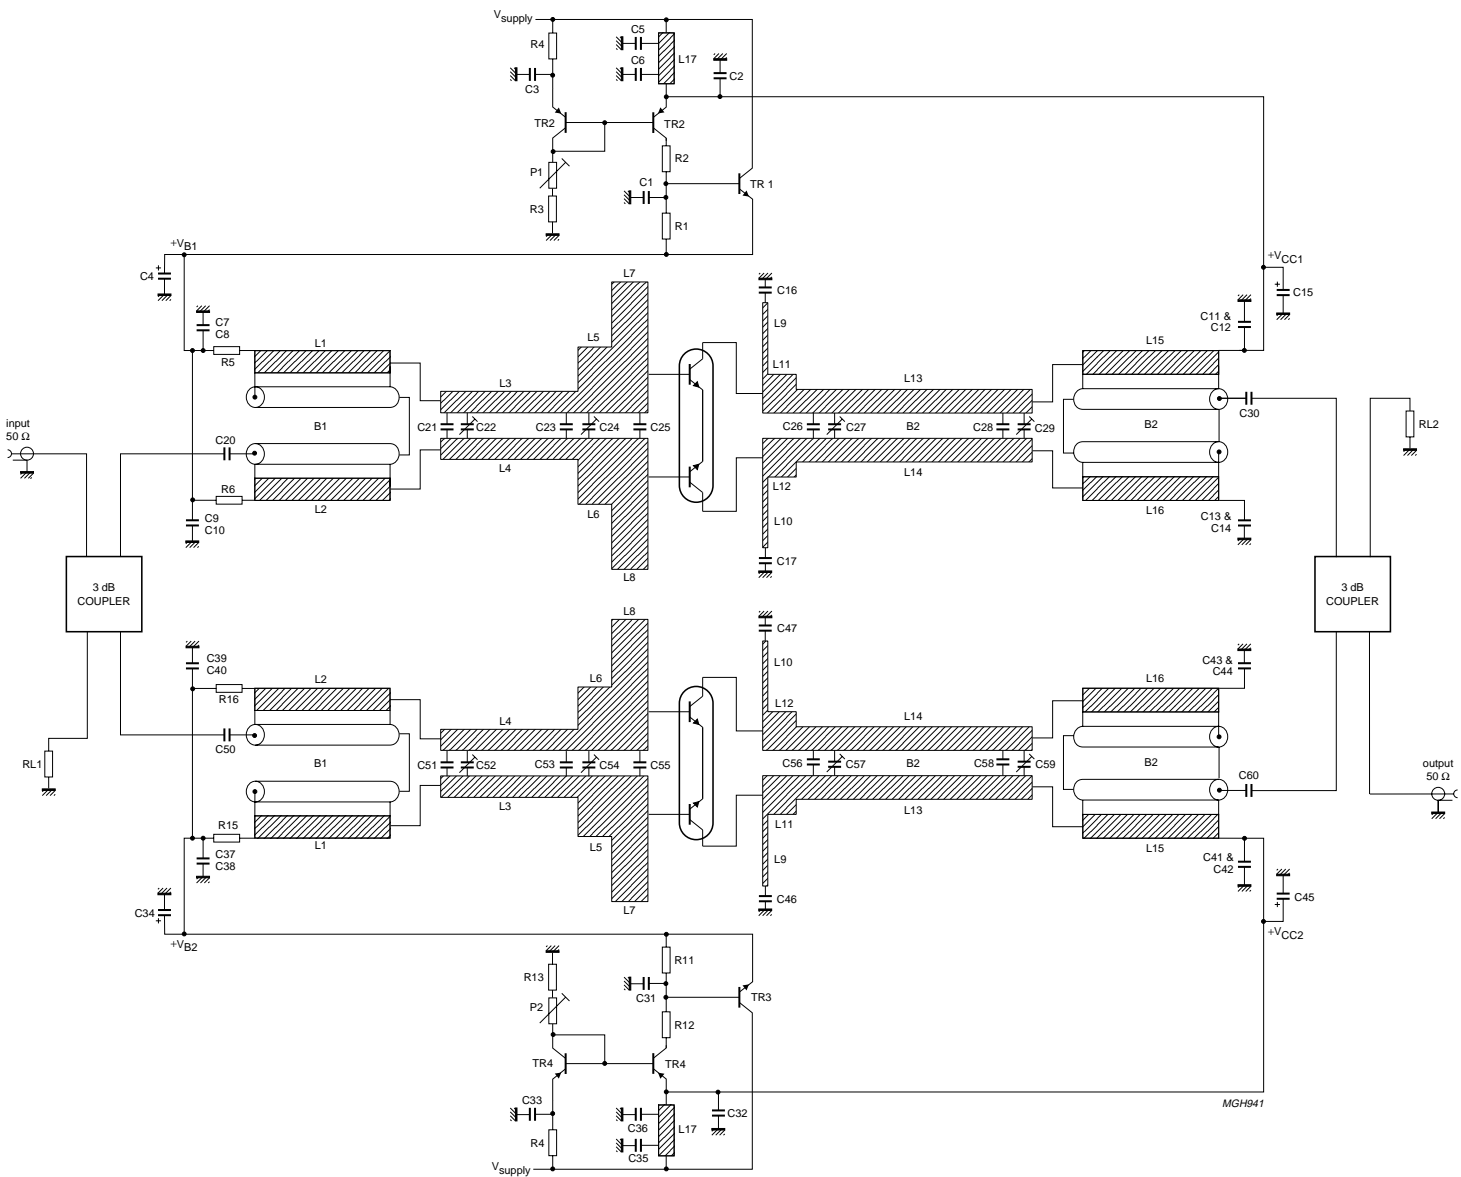 Vsupply
C5
R4
L17
C6
C2
C3
TR2
TR2
R2
P1
C1
TR 1
R3
R1
+VB1
+VCC1
C4
L7
C16
C15
C7
C8
L9
C11 &
C12
L1
L5
L15
R5
L11
L3
L13
C30
input
50 Ω
B1
C21
C22
C23
C24
C25
C26
C27
B2
C28
C29
B2
RL2
C20
L4
L14
R6
L12
L2
L6
L10
L16
C9
C10
C13 &
C14
C17
L8
3 dB
COUPLER
3 dB
COUPLER
L8
C47
C39
C40
L10
C43 &
C44
L2
L6
L16
R16
L12
L4
L14
C50
RL1
B1
C51
C52
C53
C54
C55
C56
C57
B2
C58
C59
B2
C60
output
50 Ω
L3
L13
R15
L11
L1
L5
L15
C37
C38
L9
C41 &
C42
C46
C45
C34
L7
+VB2
+VCC2
R11
R13
C31
TR3
P2
R12
TR4
TR4
C33
C32
MGH941
C36
L17
R4
C35
Vsupply